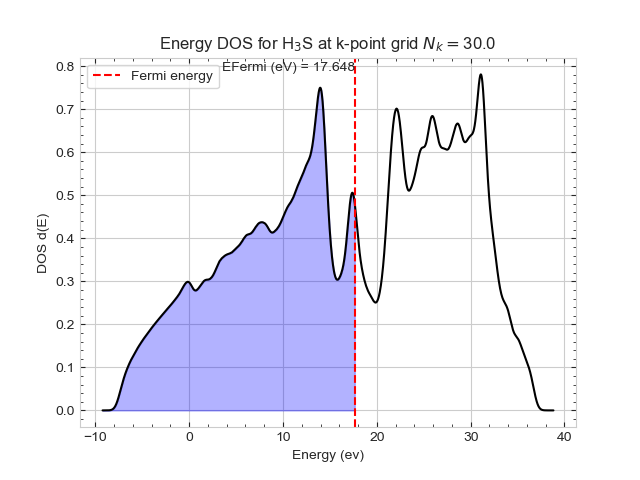 Energy DOS for H₃S at k-point grid Nₖ = 30.0
EFermi (eV) = 17.648
Fermi energy
0.8
0.7
0.6
0.5
0.4
0.3
0.2
0.1
0.0
DOS d(E)
−10 0 10 20 30 40
Energy (ev)